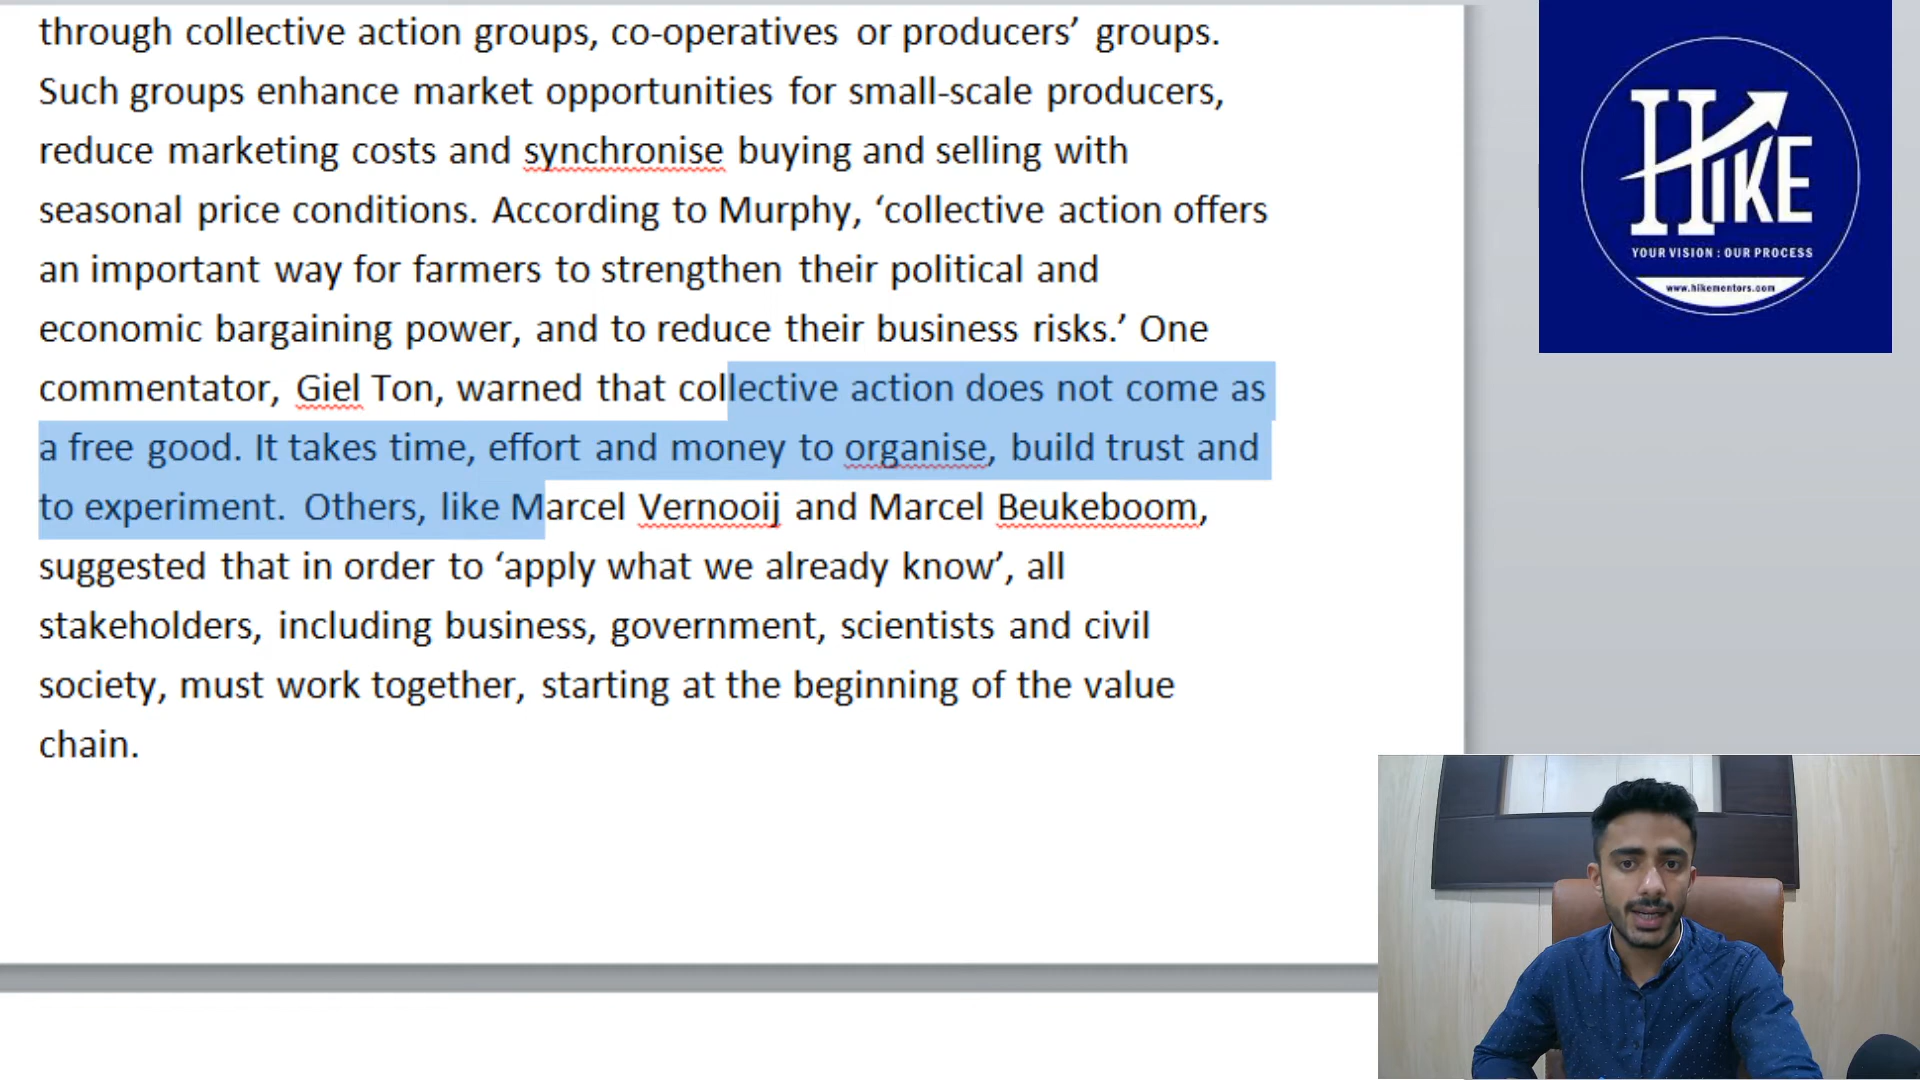 through collective action groups, co-operatives or producers’ groups.
Such groups enhance market opportunities for small-scale producers,
reduce marketing costs and synchronise buying and selling with
seasonal price conditions. According to Murphy, ‘collective action offers
an important way for farmers to strengthen their political and
economic bargaining power, and to reduce their business risks.’ One
commentator, Giel Ton, warned that collective action does not come as
a free good. It takes time, effort and money to organise, build trust and
to experiment. Others, like Marcel Vernooij and Marcel Beukeboom,
suggested that in order to ‘apply what we already know’, all
stakeholders, including business, government, scientists and civil
society, must work together, starting at the beginning of the value
chain.
HIKE
YOUR VISION : OUR PROCESS
www.hikementors.com